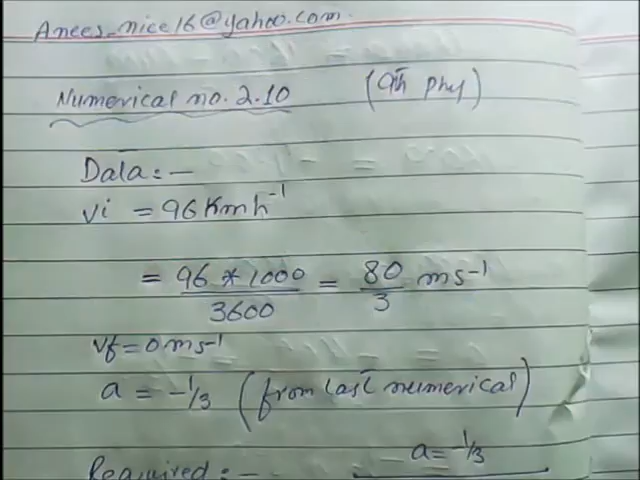 Anees_nice16@yahoo.com.
Numerical no. 2.10 (9th phy)
Data:-
vi = 96 Kmh-1
= 96 * 1000 / 3600 = 80 / 3 ms-1
vf = 0 ms-1
a = -1/3 (from last numerical)
a = -1/3
Required:-